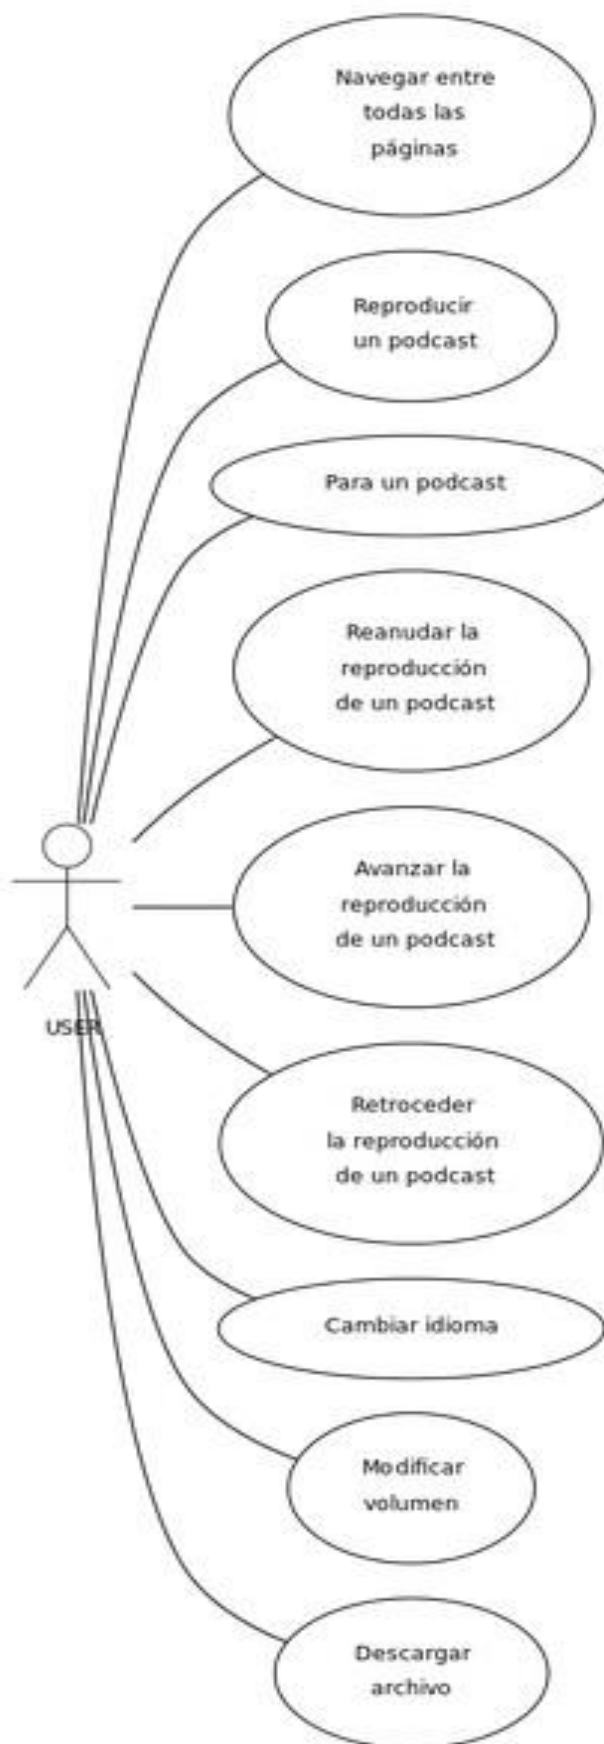 Navegar entre
todas las
páginas
Reproducir
un podcast
Para un podcast
Reanudar la
reproducción
de un podcast
Avanzar la
reproducción
de un podcast
USER
Retroceder
la reproducción
de un podcast
Cambiar idioma
Modificar
volumen
Descargar
archivo